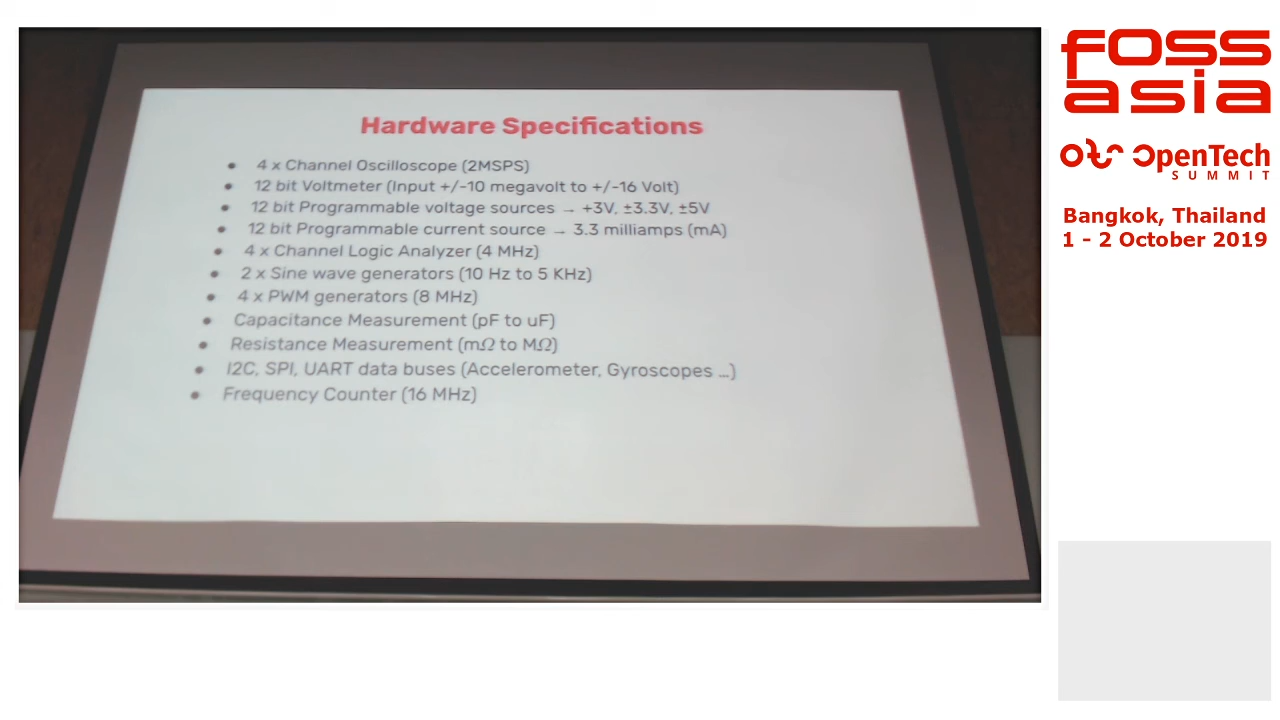 Hardware Specifications
● 4 x Channel Oscilloscope (2MSPS)
● 12 bit Voltmeter (Input +/-10 megavolt to +/-16 Volt)
● 12 bit Programmable voltage sources → +3V, ±3.3V, ±5V
● 12 bit Programmable current source → 3.3 milliamps (mA)
● 4 x Channel Logic Analyzer (4 MHz)
● 2 x Sine wave generators (10 Hz to 5 KHz)
● 4 x PWM generators (8 MHz)
● Capacitance Measurement (pF to uF)
● Resistance Measurement (mΩ to MΩ)
● I2C, SPI, UART data buses (Accelerometer, Gyroscopes ...)
● Frequency Counter (16 MHz)
foss
asia
OpenTech
SUMMIT
Bangkok, Thailand
1 - 2 October 2019